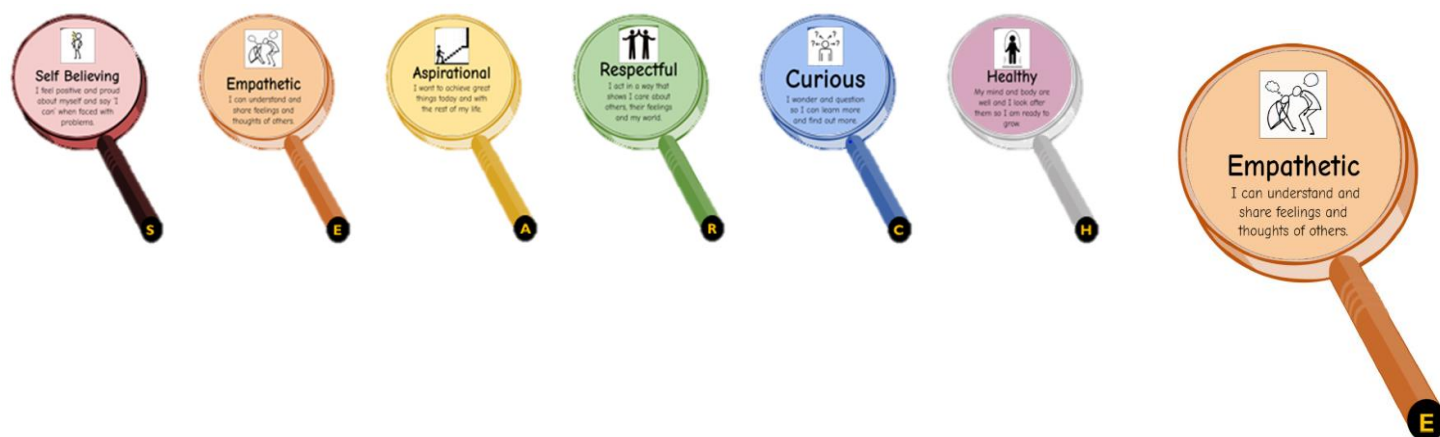 Self Believing
I feel positive and proud
about myself and say 'I
can' when faced with
problems.
S
Empathetic
I can understand and
share feelings and
thoughts of others.
E
Aspirational
I want to achieve great
things today and with
the rest of my life.
A
Respectful
I act in a way that
shows I care about
others, their feelings
and my world.
R
Curious
I wonder and question
so I can learn more
and find out more.
C
Healthy
My mind and body are
well and I look after
them so I am ready to
grow.
H
Empathetic
I can understand and
share feelings and
thoughts of others.
E